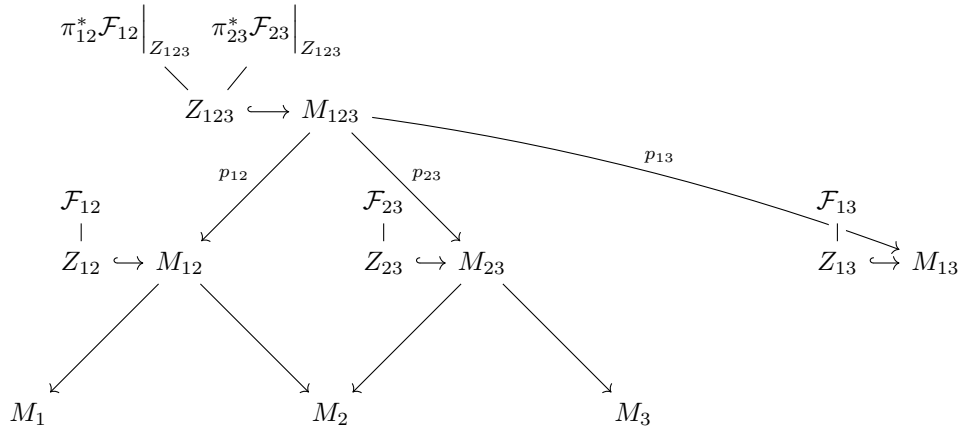 π*₁₂F₁₂|_{Z₁₂₃} π*₂₃F₂₃|_{Z₁₂₃}
Z₁₂₃ M₁₂₃
p₁₃
p₁₂ p₂₃
F₁₂ F₂₃ F₁₃
Z₁₂ M₁₂ Z₂₃ M₂₃ Z₁₃ M₁₃
M₁ M₂ M₃